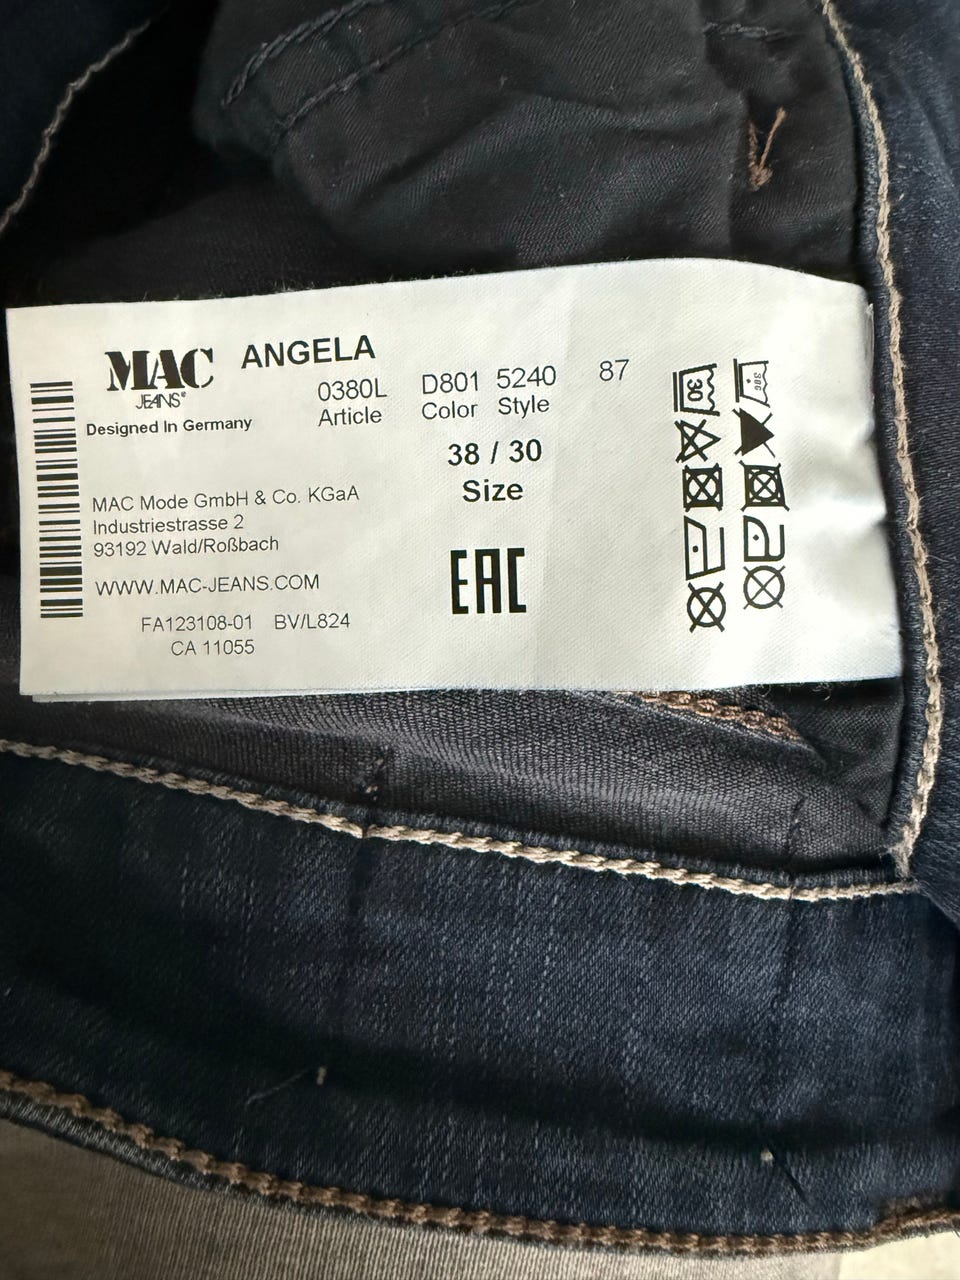 MAC ANGELA
JEANS®
Designed In Germany
0380L D801 5240 87
Article Color Style
38 / 30
Size
MAC Mode GmbH & Co. KGaA
Industriestrasse 2
93192 Wald/Roßbach
WWW.MAC-JEANS.COM
FA123108-01 BV/L824
CA 11055
EAC
30